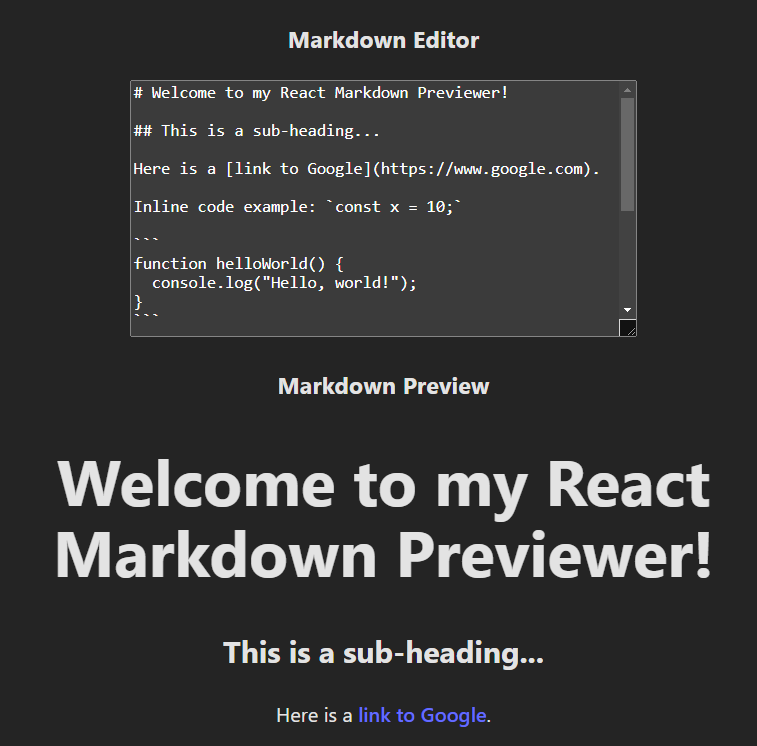 Markdown Editor
# Welcome to my React Markdown Previewer!
## This is a sub-heading...
Here is a [link to Google](https://www.google.com).
Inline code example: `const x = 10;`
```
function helloWorld() {
  console.log("Hello, world!");
}
```
Markdown Preview
Welcome to my React
Markdown Previewer!
This is a sub-heading...
Here is a link to Google.